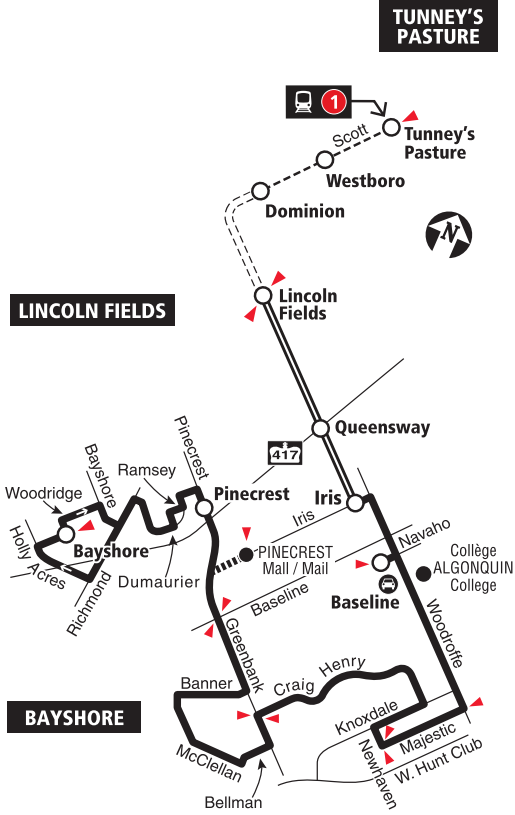 TUNNEY'S
PASTURE
1
Scott
Tunney's
Pasture
Westboro
Dominion
N
LINCOLN FIELDS
Lincoln
Fields
Queensway
417
Pinecrest
Bayshore
Ramsey
Woodridge
Pinecrest
Iris
Iris
Navaho
Holly Acres
Bayshore
Richmond
Dumaurier
PINECREST
Mall / Mail
Collège
ALGONQUIN
College
Baseline
Baseline
Greenbank
Woodroffe
Banner
Craig
Henry
BAYSHORE
Knoxdale
McClellan
Majestic
Newhaven
W. Hunt Club
Bellman